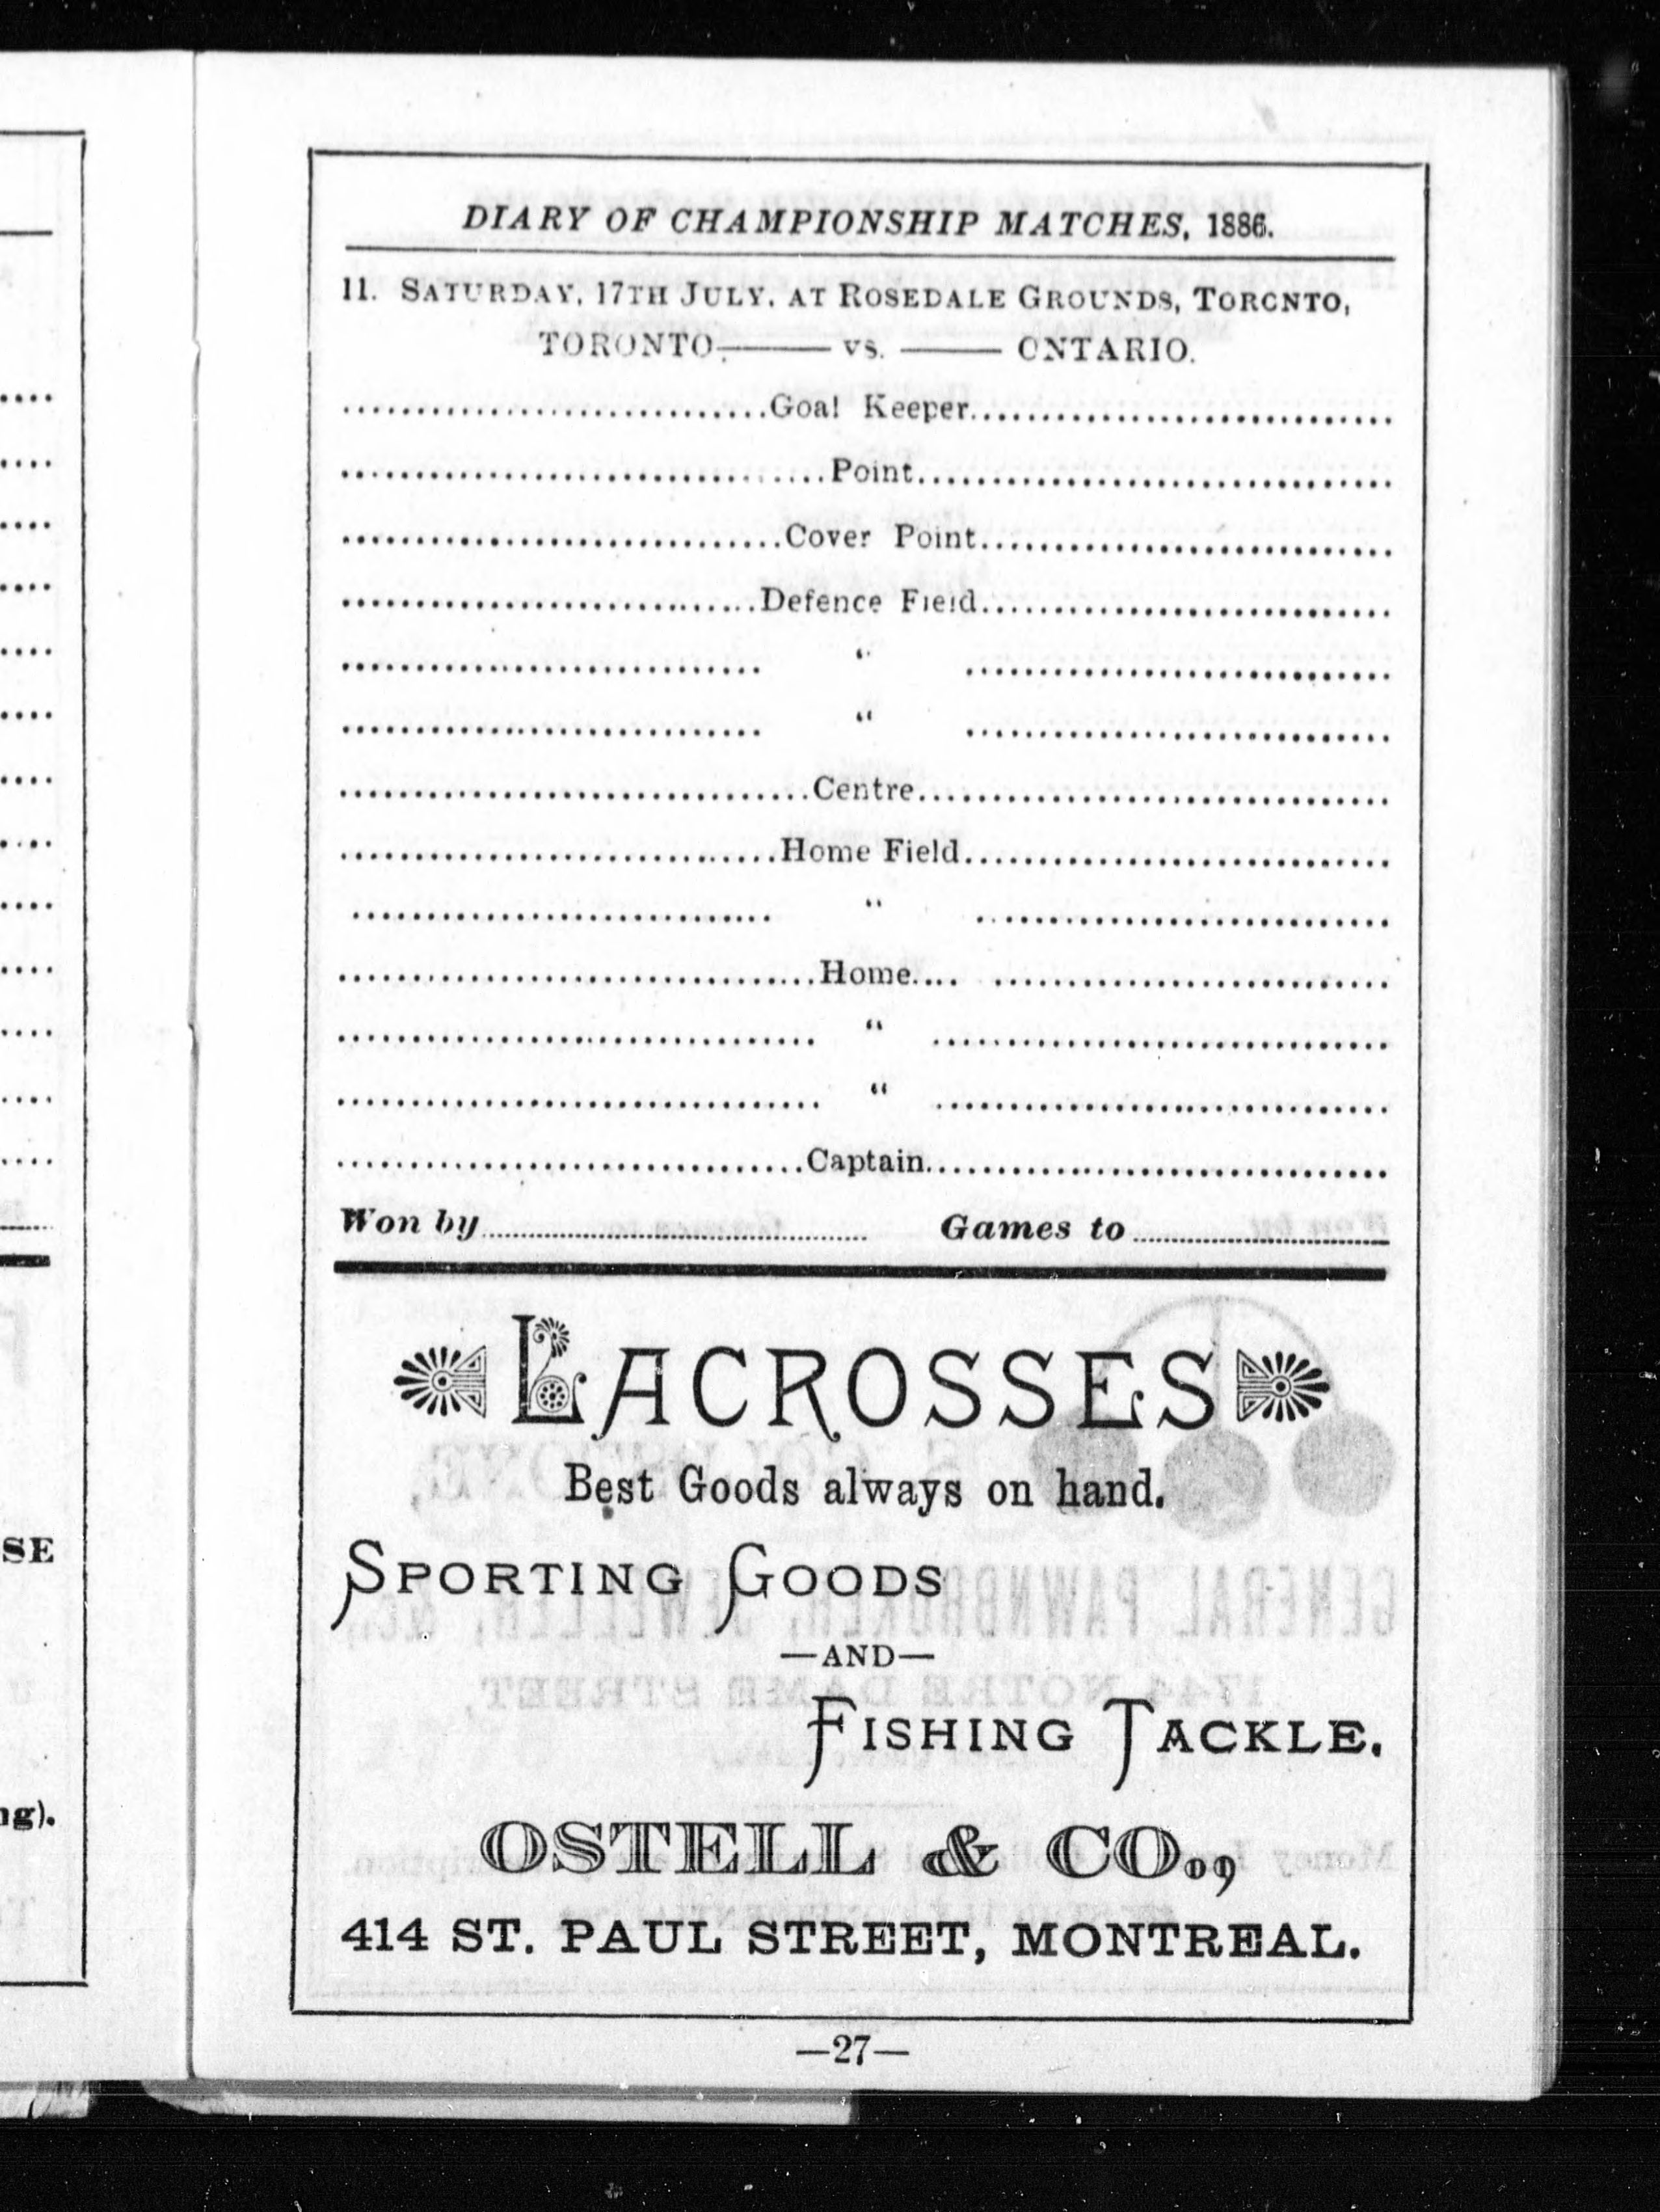 DIARY OF CHAMPIONSHIP MATCHES, 1886.
11. SATURDAY, 17TH JULY, AT ROSEDALE GROUNDS, TORONTO,
TORONTO.——— vs. ——— ONTARIO.
..............................Goal Keeper..............................
..............................Point..............................
..............................Cover Point..............................
..............................Defence Field..............................
.............................. “ ..............................
.............................. “ ..............................
..............................Centre..............................
..............................Home Field..............................
.............................. “ ..............................
..............................Home.... ..............................
.............................. “ ..............................
.............................. “ ..............................
..............................Captain..............................
Won by.............................. Games to..............................
LACROSSES
Best Goods always on hand.
SPORTING GOODS
—AND—
FISHING TACKLE.
OSTELL & CO.,
414 ST. PAUL STREET, MONTREAL.
—27—
SE
ng).